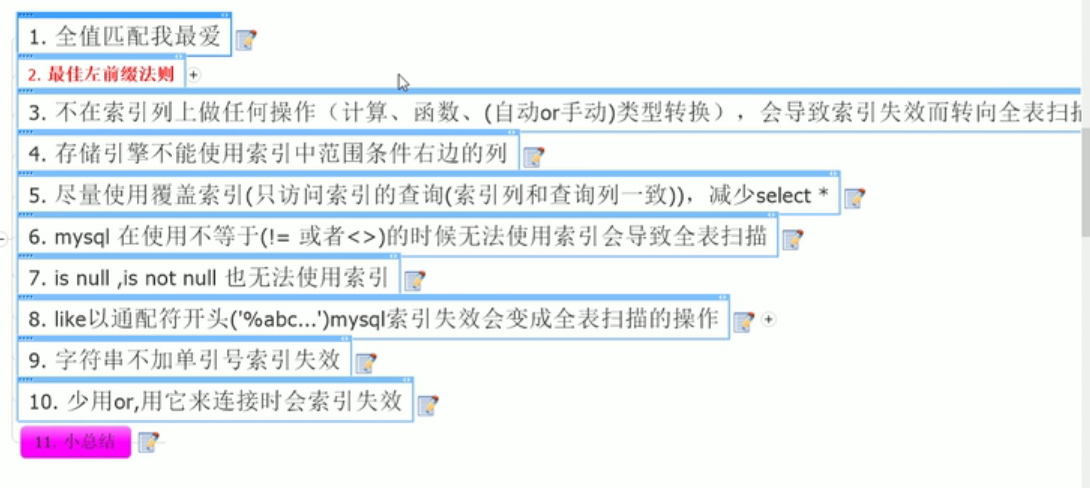 1. 全值匹配我最爱
2. 最佳左前缀法则
3. 不在索引列上做任何操作（计算、函数、(自动or手动)类型转换），会导致索引失效而转向全表扫描
4. 存储引擎不能使用索引中范围条件右边的列
5. 尽量使用覆盖索引(只访问索引的查询(索引列和查询列一致))，减少select *
6. mysql 在使用不等于(!= 或者<>)的时候无法使用索引会导致全表扫描
7. is null ,is not null 也无法使用索引
8. like以通配符开头('%abc...')mysql索引失效会变成全表扫描的操作
9. 字符串不加单引号索引失效
10. 少用or,用它来连接时会索引失效
11. 小总结